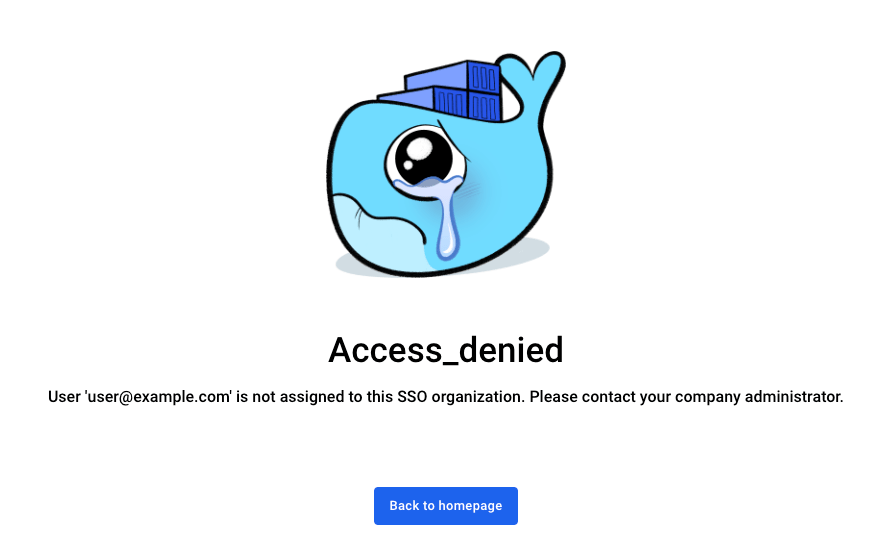 Access_denied
User 'user@example.com' is not assigned to this SSO organization. Please contact your company administrator.
Back to homepage